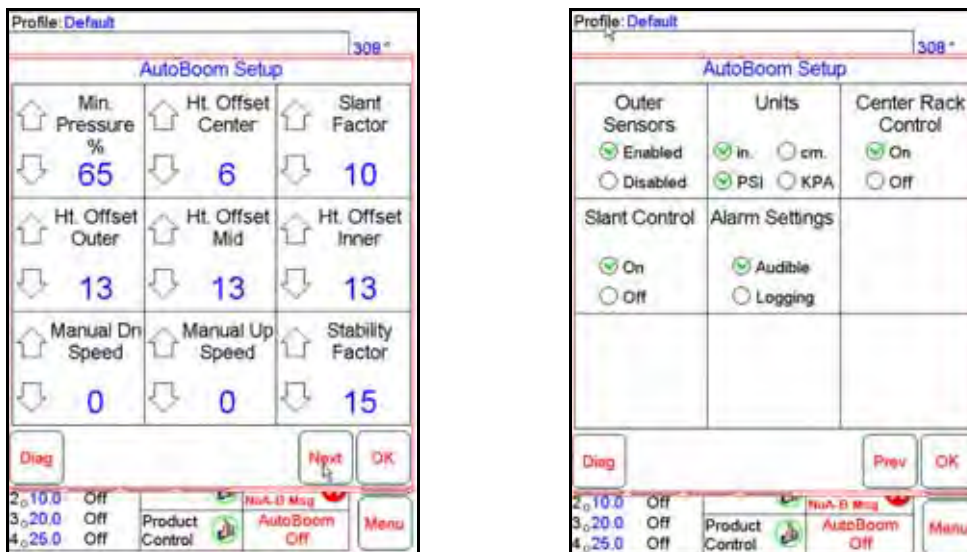 Profile: Default
308°
AutoBoom Setup
Min. Pressure %
65
Ht. Offset Center
6
Slant Factor
10
Ht. Offset Outer
13
Ht. Offset Mid
13
Ht. Offset Inner
13
Manual Dn Speed
0
Manual Up Speed
0
Stability Factor
15
Diag
Next
OK
2 10.0 Off
3 20.0 Off
4 25.0 Off
Product Control
NoA-B Msg
AutoBoom Off
Menu
Profile: Default
308°
AutoBoom Setup
Outer Sensors
Enabled
Disabled
Units
in. cm.
PSI KPA
Center Rack Control
On
Off
Slant Control
On
Off
Alarm Settings
Audible
Logging
Diag
Prev
OK
2 10.0 Off
3 20.0 Off
4 25.0 Off
Product Control
NoA-B Msg
AutoBoom Off
Menu